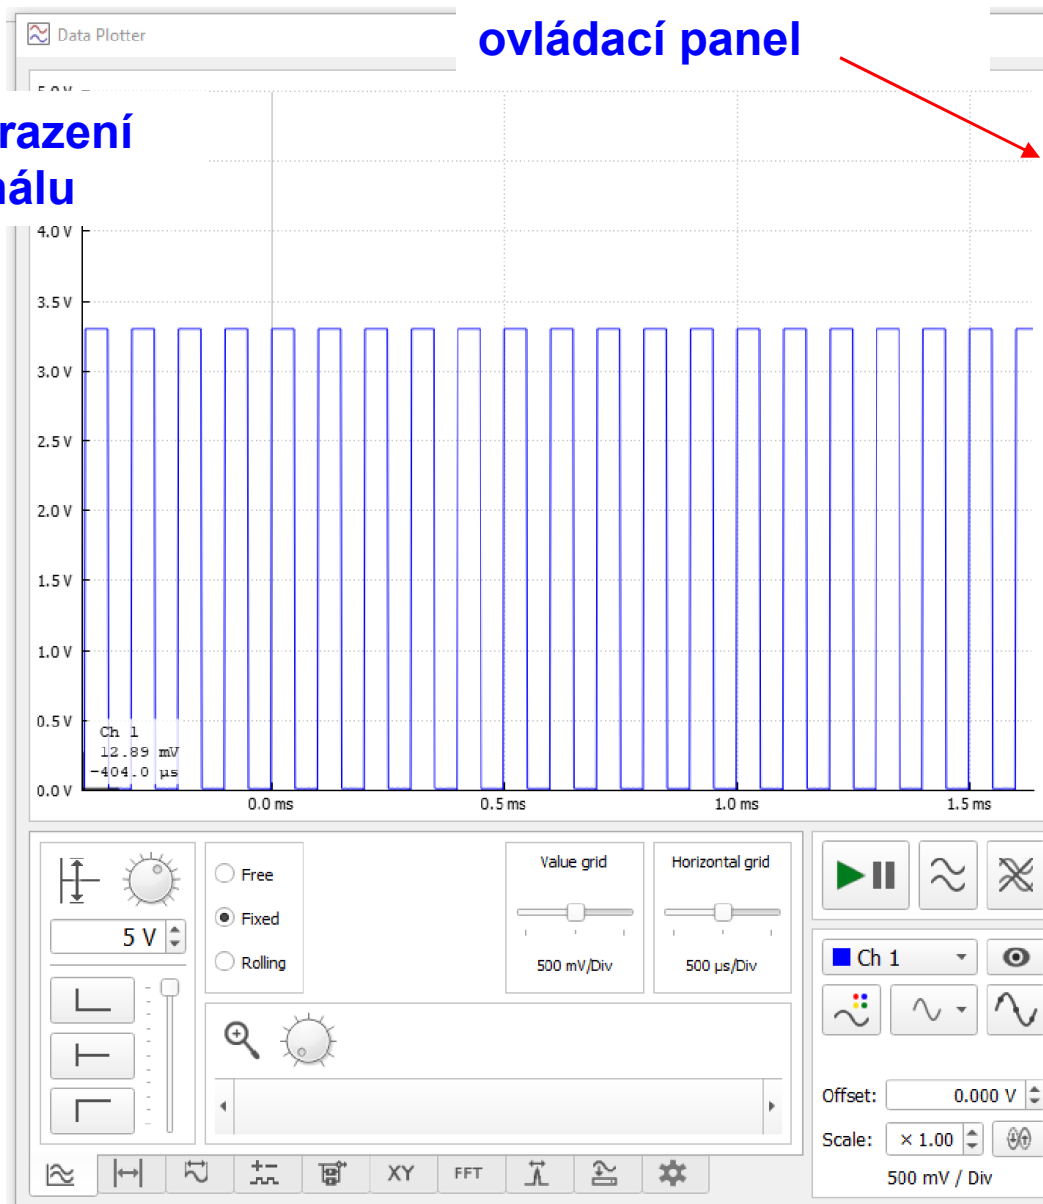 Data Plotter
ovládací panel
razení
nálu
4.0 V
3.5 V
3.0 V
2.5 V
2.0 V
1.5 V
1.0 V
0.5 V
0.0 V
Ch 1
12.89 mV
-404.0 µs
0.0 ms 0.5 ms 1.0 ms 1.5 ms
5 V
Free
Fixed
Rolling
Value grid
500 mV/Div
Horizontal grid
500 µs/Div
Ch 1
Offset: 0.000 V
Scale: × 1.00
500 mV / Div
XY FFT